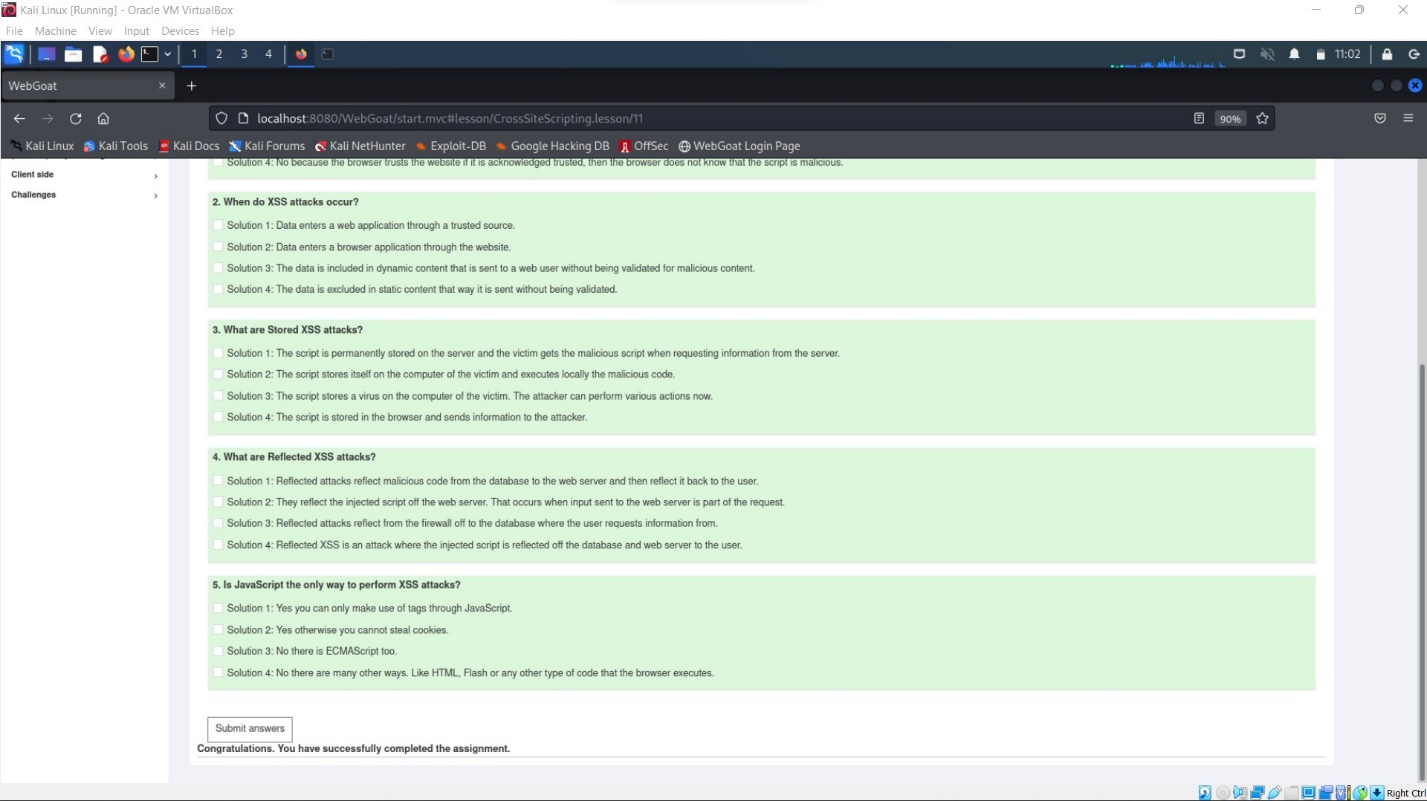 Kali Linux [Running] - Oracle VM VirtualBox
File Machine View Input Devices Help
1 2 3 4
11:02
WebGoat
localhost:8080/WebGoat/start.mvc#lesson/CrossSiteScripting.lesson/11
90%
Kali Linux Kali Tools Kali Docs Kali Forums Kali NetHunter Exploit-DB Google Hacking DB OffSec WebGoat Login Page
Solution 4: No because the browser trusts the website if it is acknowledged trusted, then the browser does not know that the script is malicious.
Client side
Challenges
2. When do XSS attacks occur?
Solution 1: Data enters a web application through a trusted source.
Solution 2: Data enters a browser application through the website.
Solution 3: The data is included in dynamic content that is sent to a web user without being validated for malicious content.
Solution 4: The data is excluded in static content that way it is sent without being validated.
3. What are Stored XSS attacks?
Solution 1: The script is permanently stored on the server and the victim gets the malicious script when requesting information from the server.
Solution 2: The script stores itself on the computer of the victim and executes locally the malicious code.
Solution 3: The script stores a virus on the computer of the victim. The attacker can perform various actions now.
Solution 4: The script is stored in the browser and sends information to the attacker.
4. What are Reflected XSS attacks?
Solution 1: Reflected attacks reflect malicious code from the database to the web server and then reflect it back to the user.
Solution 2: They reflect the injected script off the web server. That occurs when input sent to the web server is part of the request.
Solution 3: Reflected attacks reflect from the firewall off to the database where the user requests information from.
Solution 4: Reflected XSS is an attack where the injected script is reflected off the database and web server to the user.
5. Is JavaScript the only way to perform XSS attacks?
Solution 1: Yes you can only make use of tags through JavaScript.
Solution 2: Yes otherwise you cannot steal cookies.
Solution 3: No there is ECMAScript too.
Solution 4: No there are many other ways. Like HTML, Flash or any other type of code that the browser executes.
Submit answers
Congratulations. You have successfully completed the assignment.
Right Ctrl